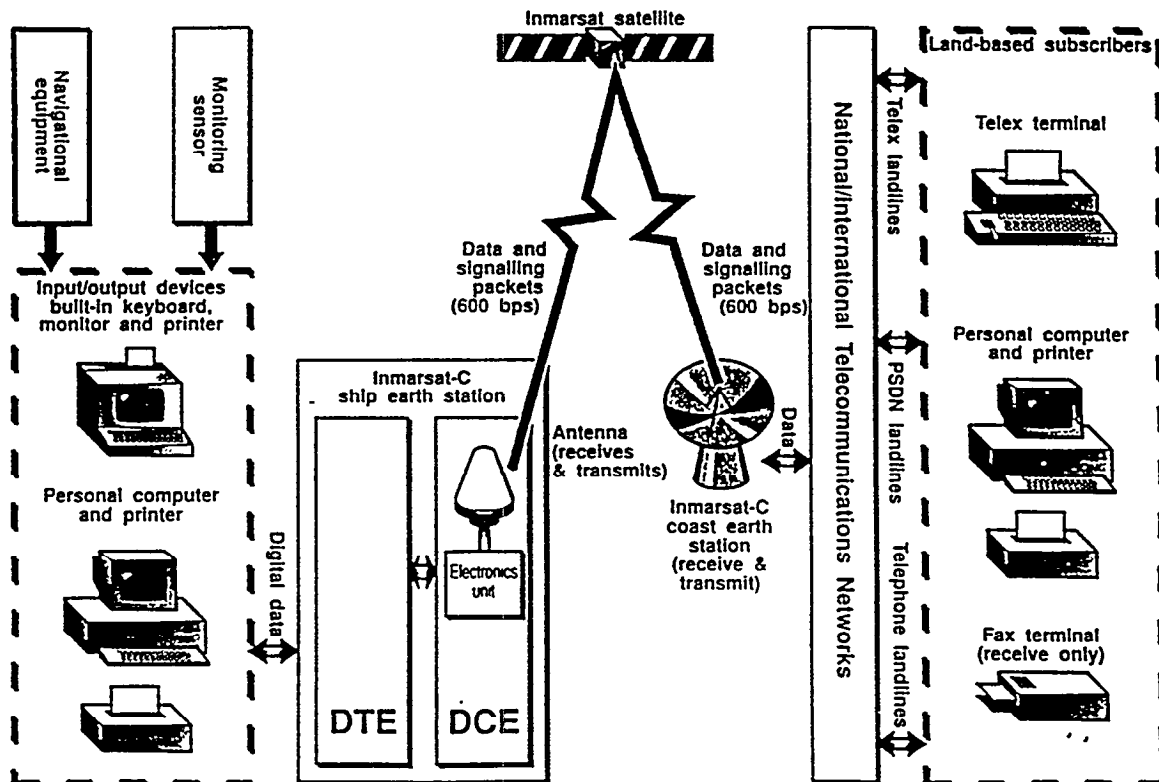 Inmarsat satellite
Navigational
equipment
Monitoring
sensor
Input/output devices
built-in keyboard,
monitor and printer
Personal computer
and printer
Digital data
Inmarsat-C
ship earth station
DTE
DCE
Electronics
unit
Antenna
(receives
& transmits)
Data and
signalling
packets
(600 bps)
Data and
signalling
packets
(600 bps)
Inmarsat-C
coast earth
station
(receive &
transmit)
Data
National/International Telecommunications Networks
Telex landlines
PSDN landlines
Telephone landlines
Land-based subscribers
Telex terminal
Personal computer
and printer
Fax terminal
(receive only)